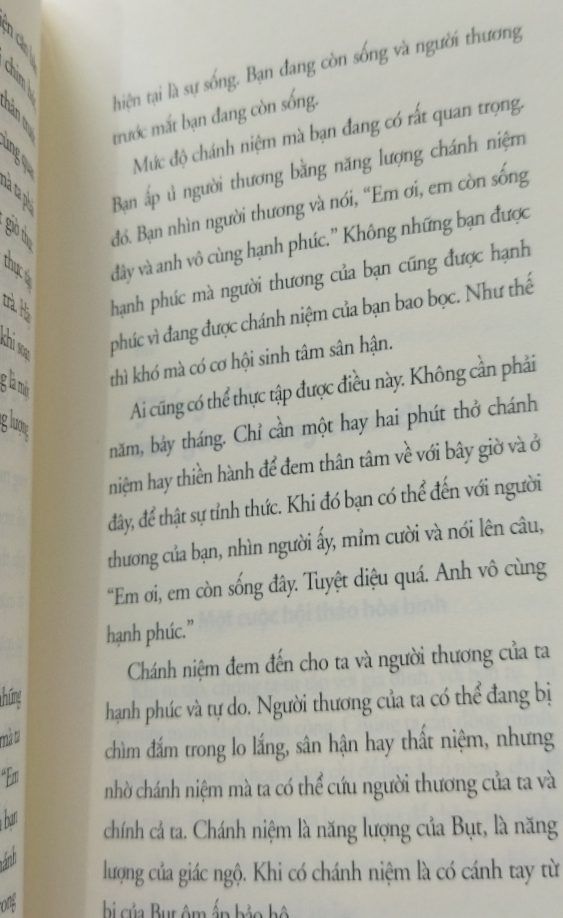 hiện tại là sự sống. Bạn đang còn sống và người thương
trước mắt bạn đang còn sống.
Mức độ chánh niệm mà bạn đang có rất quan trọng.
Bạn ấp ủ người thương bằng năng lượng chánh niệm
đó. Bạn nhìn người thương và nói, “Em ơi, em còn sống
đây và anh vô cùng hạnh phúc.” Không những bạn được
hạnh phúc mà người thương của bạn cũng được hạnh
phúc vì đang được chánh niệm của bạn bao bọc. Như thế
thì khó mà có cơ hội sinh tâm sân hận.
Ai cũng có thể thực tập được điều này. Không cần phải
năm, bảy tháng. Chỉ cần một hay hai phút thở chánh
niệm hay thiền hành để đem thân tâm về với bây giờ và ở
đây, để thật sự tỉnh thức. Khi đó bạn có thể đến với người
thương của bạn, nhìn người ấy, mỉm cười và nói lên câu,
“Em ơi, em còn sống đây. Tuyệt diệu quá. Anh vô cùng
hạnh phúc.”
Chánh niệm đem đến cho ta và người thương của ta
hạnh phúc và tự do. Người thương của ta có thể đang bị
chìm đắm trong lo lắng, sân hận hay thất niệm, nhưng
nhờ chánh niệm mà ta có thể cứu người thương của ta và
chính cả ta. Chánh niệm là năng lượng của Bụt, là năng
lượng của giác ngộ. Khi có chánh niệm là có cánh tay từ
bi của Bụt ôm ấp bảo hộ